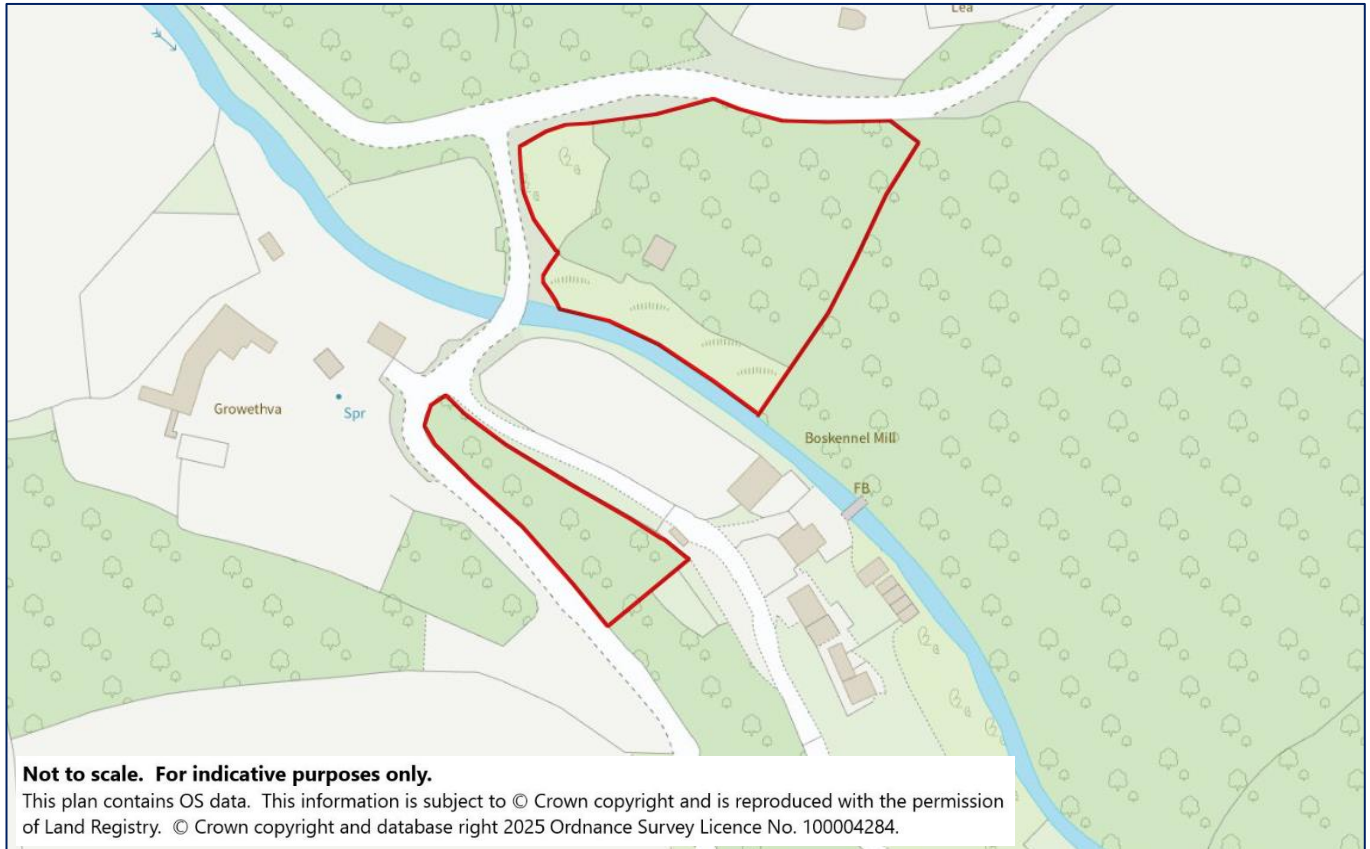 Lea
Growethva
Spr
Boskennel Mill
FB
Not to scale. For indicative purposes only.
This plan contains OS data. This information is subject to © Crown copyright and is reproduced with the permission
of Land Registry. © Crown copyright and database right 2025 Ordnance Survey Licence No. 100004284.